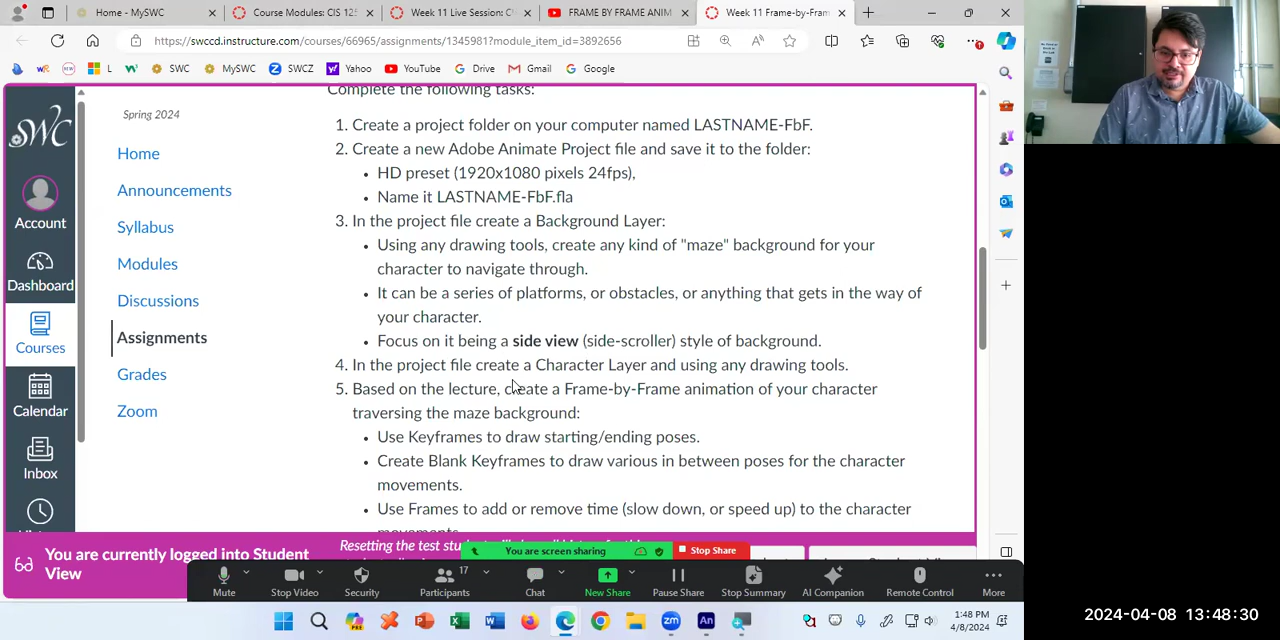 Home - MySWC
Course Modules: CIS 125
Week 11 Live Session: C
FRAME BY FRAME ANIM
Week 11 Frame-by-Fram
https://swccd.instructure.com/courses/66965/assignments/1345981?module_item_id=3892656
L
SWC
MySWC
SWCZ
Yahoo
YouTube
Drive
Gmail
Google
SWC
Account
Dashboard
Courses
Calendar
Inbox
Spring 2024
Home
Announcements
Syllabus
Modules
Discussions
Assignments
Grades
Zoom
Complete the following tasks:
1. Create a project folder on your computer named LASTNAME-FbF.
2. Create a new Adobe Animate Project file and save it to the folder:
• HD preset (1920x1080 pixels 24fps),
• Name it LASTNAME-FbF.fla
3. In the project file create a Background Layer:
• Using any drawing tools, create any kind of "maze" background for your
character to navigate through.
• It can be a series of platforms, or obstacles, or anything that gets in the way of
your character.
• Focus on it being a side view (side-scroller) style of background.
4. In the project file create a Character Layer and using any drawing tools.
5. Based on the lecture, create a Frame-by-Frame animation of your character
traversing the maze background:
• Use Keyframes to draw starting/ending poses.
• Create Blank Keyframes to draw various in between poses for the character
movements.
• Use Frames to add or remove time (slow down, or speed up) to the character
movements.
You are currently logged into Student
View
Resetting the test stude
You are screen sharing
Stop Share
Mute
Stop Video
Security
Participants
17
Chat
New Share
Pause Share
Stop Summary
AI Companion
Remote Control
More
1:48 PM
4/8/2024
2024-04-08 13:48:30